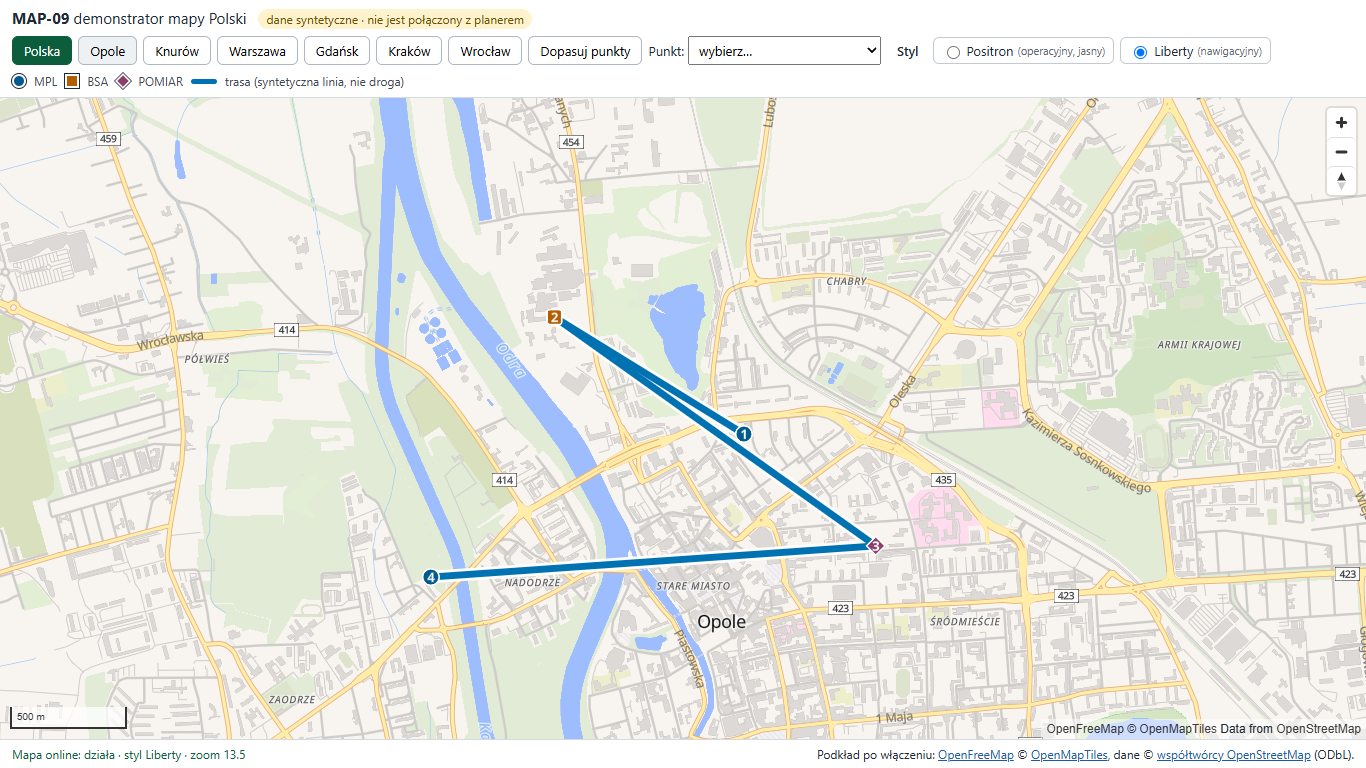 MAP-09 demonstrator mapy Polski dane syntetyczne · nie jest połączony z planerem
Polska Opole Knurów Warszawa Gdańsk Kraków Wrocław Dopasuj punkty Punkt: wybierz... Styl Positron (operacyjny, jasny) Liberty (nawigacyjny)
MPL BSA POMIAR trasa (syntetyczna linia, nie droga)
459
454
414
Wrocławska
PÓŁWIEŚ
Odra
CHABRY
ARMII KRAJOWEJ
Oleska
Kazimierza Sosnkowskiego
2
1
414
435
3
4
NADODRZE
STARE MIASTO
423
423
423
Opole
ŚRÓDMIEŚCIE
Piastowska
ZAODRZE
1 Maja
500 m
OpenFreeMap © OpenMapTiles Data from OpenStreetMap
Mapa online: działa · styl Liberty · zoom 13.5
Podkład po włączeniu: OpenFreeMap © OpenMapTiles, dane © współtwórcy OpenStreetMap (ODbL).